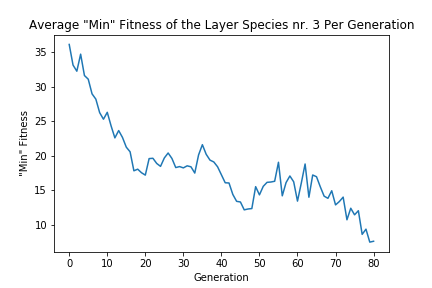 Average "Min" Fitness of the Layer Species nr. 3 Per Generation
"Min" Fitness
35
30
25
20
15
10
0 10 20 30 40 50 60 70 80
Generation